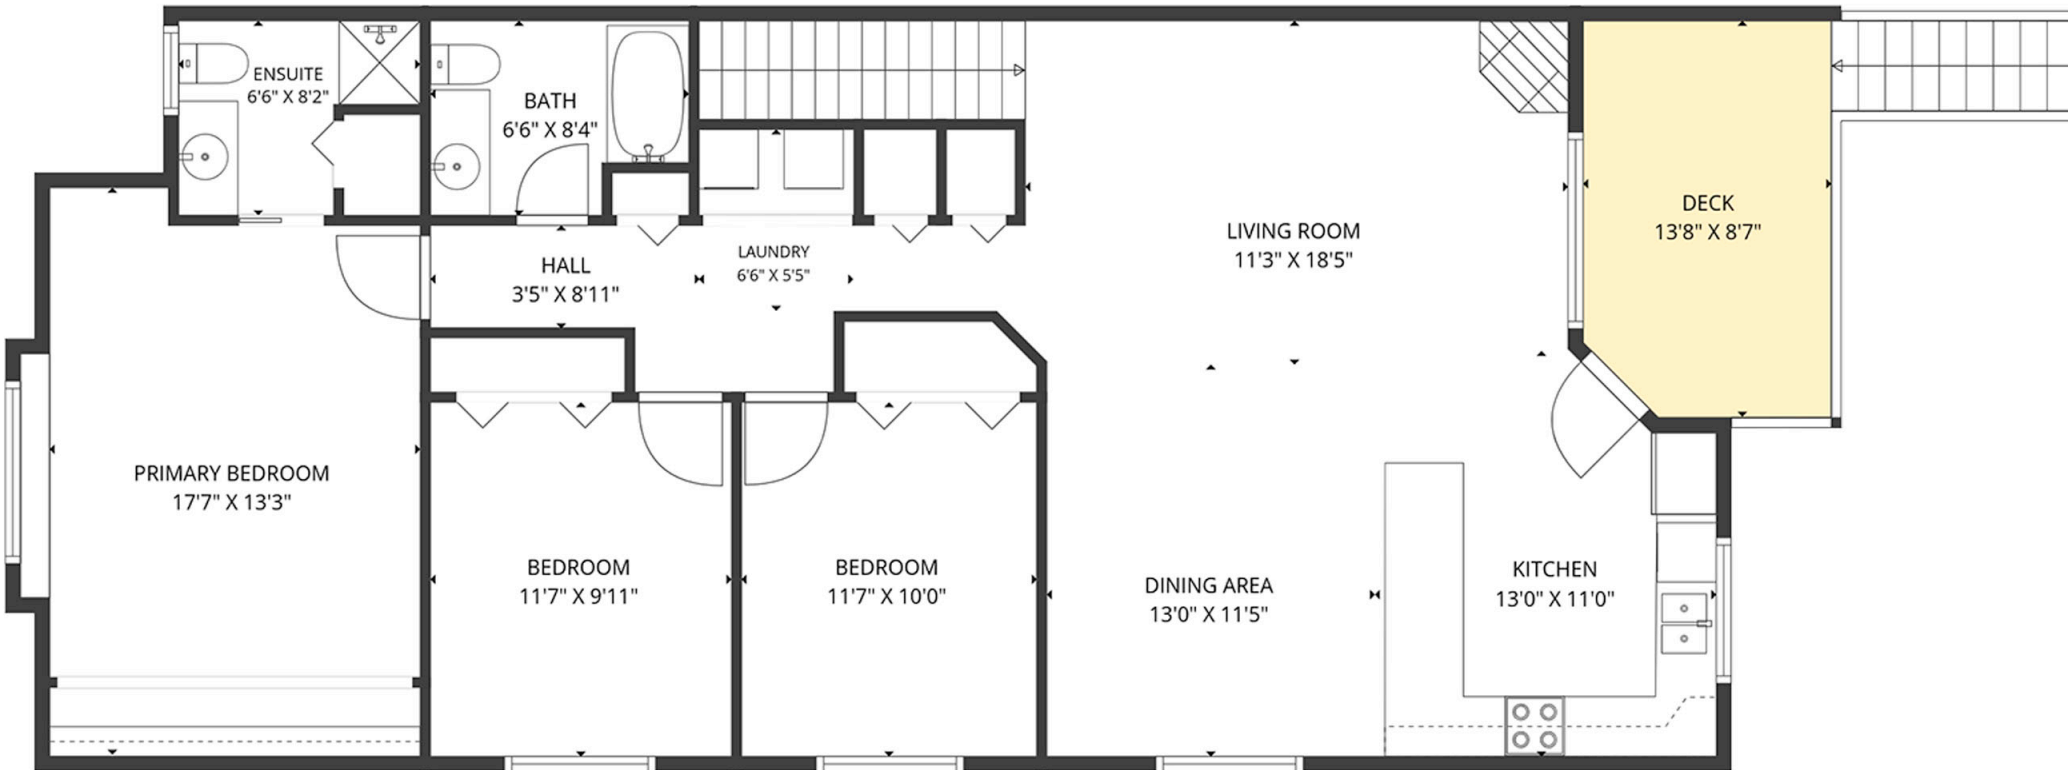 ENSUITE
6'6" X 8'2"
BATH
6'6" X 8'4"
HALL
3'5" X 8'11"
LAUNDRY
6'6" X 5'5"
LIVING ROOM
11'3" X 18'5"
DECK
13'8" X 8'7"
PRIMARY BEDROOM
17'7" X 13'3"
BEDROOM
11'7" X 9'11"
BEDROOM
11'7" X 10'0"
DINING AREA
13'0" X 11'5"
KITCHEN
13'0" X 11'0"